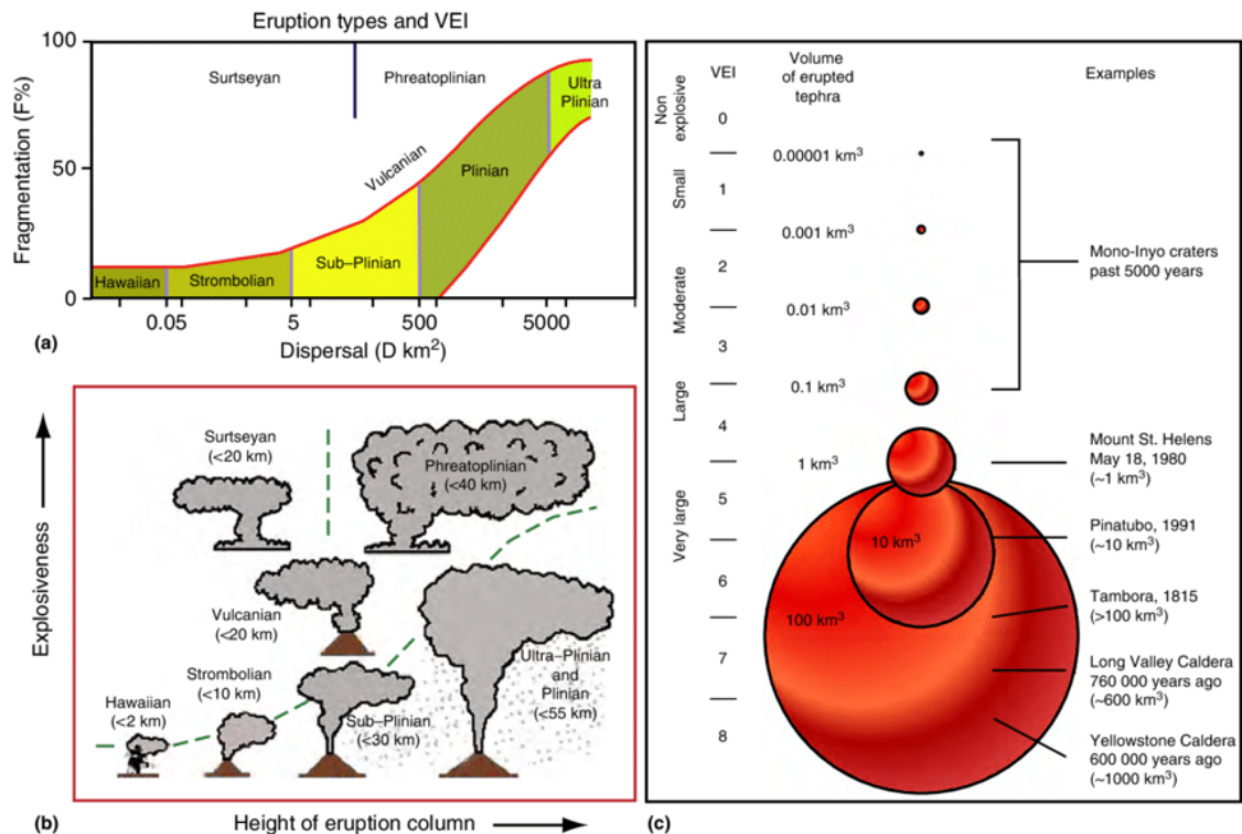 Eruption types and VEI
100
50
0
Fragmentation (F%)
Surtseyan
Phreatoplinian
Ultra
Plinian
Vulcanian
Plinian
Sub–Plinian
Hawaiian
Strombolian
0.05
5
500
5000
(a)
Dispersal (D km²)
Explosiveness
Surtseyan
(<20 km)
Phreatoplinian
(<40 km)
Vulcanian
(<20 km)
Strombolian
(<10 km)
Hawaiian
(<2 km)
Sub–Plinian
(<30 km)
Ultra–Plinian
and
Plinian
(<55 km)
(b)
Height of eruption column
VEI
Volume
of erupted
tephra
Examples
Non
explosive
Small
Moderate
Large
Very large
0
1
2
3
4
5
6
7
8
0.00001 km³
0.001 km³
0.01 km³
0.1 km³
1 km³
10 km³
100 km³
Mono-Inyo craters
past 5000 years
Mount St. Helens
May 18, 1980
(~1 km³)
Pinatubo, 1991
(~10 km³)
Tambora, 1815
(>100 km³)
Long Valley Caldera
760 000 years ago
(~600 km³)
Yellowstone Caldera
600 000 years ago
(~1000 km³)
(c)